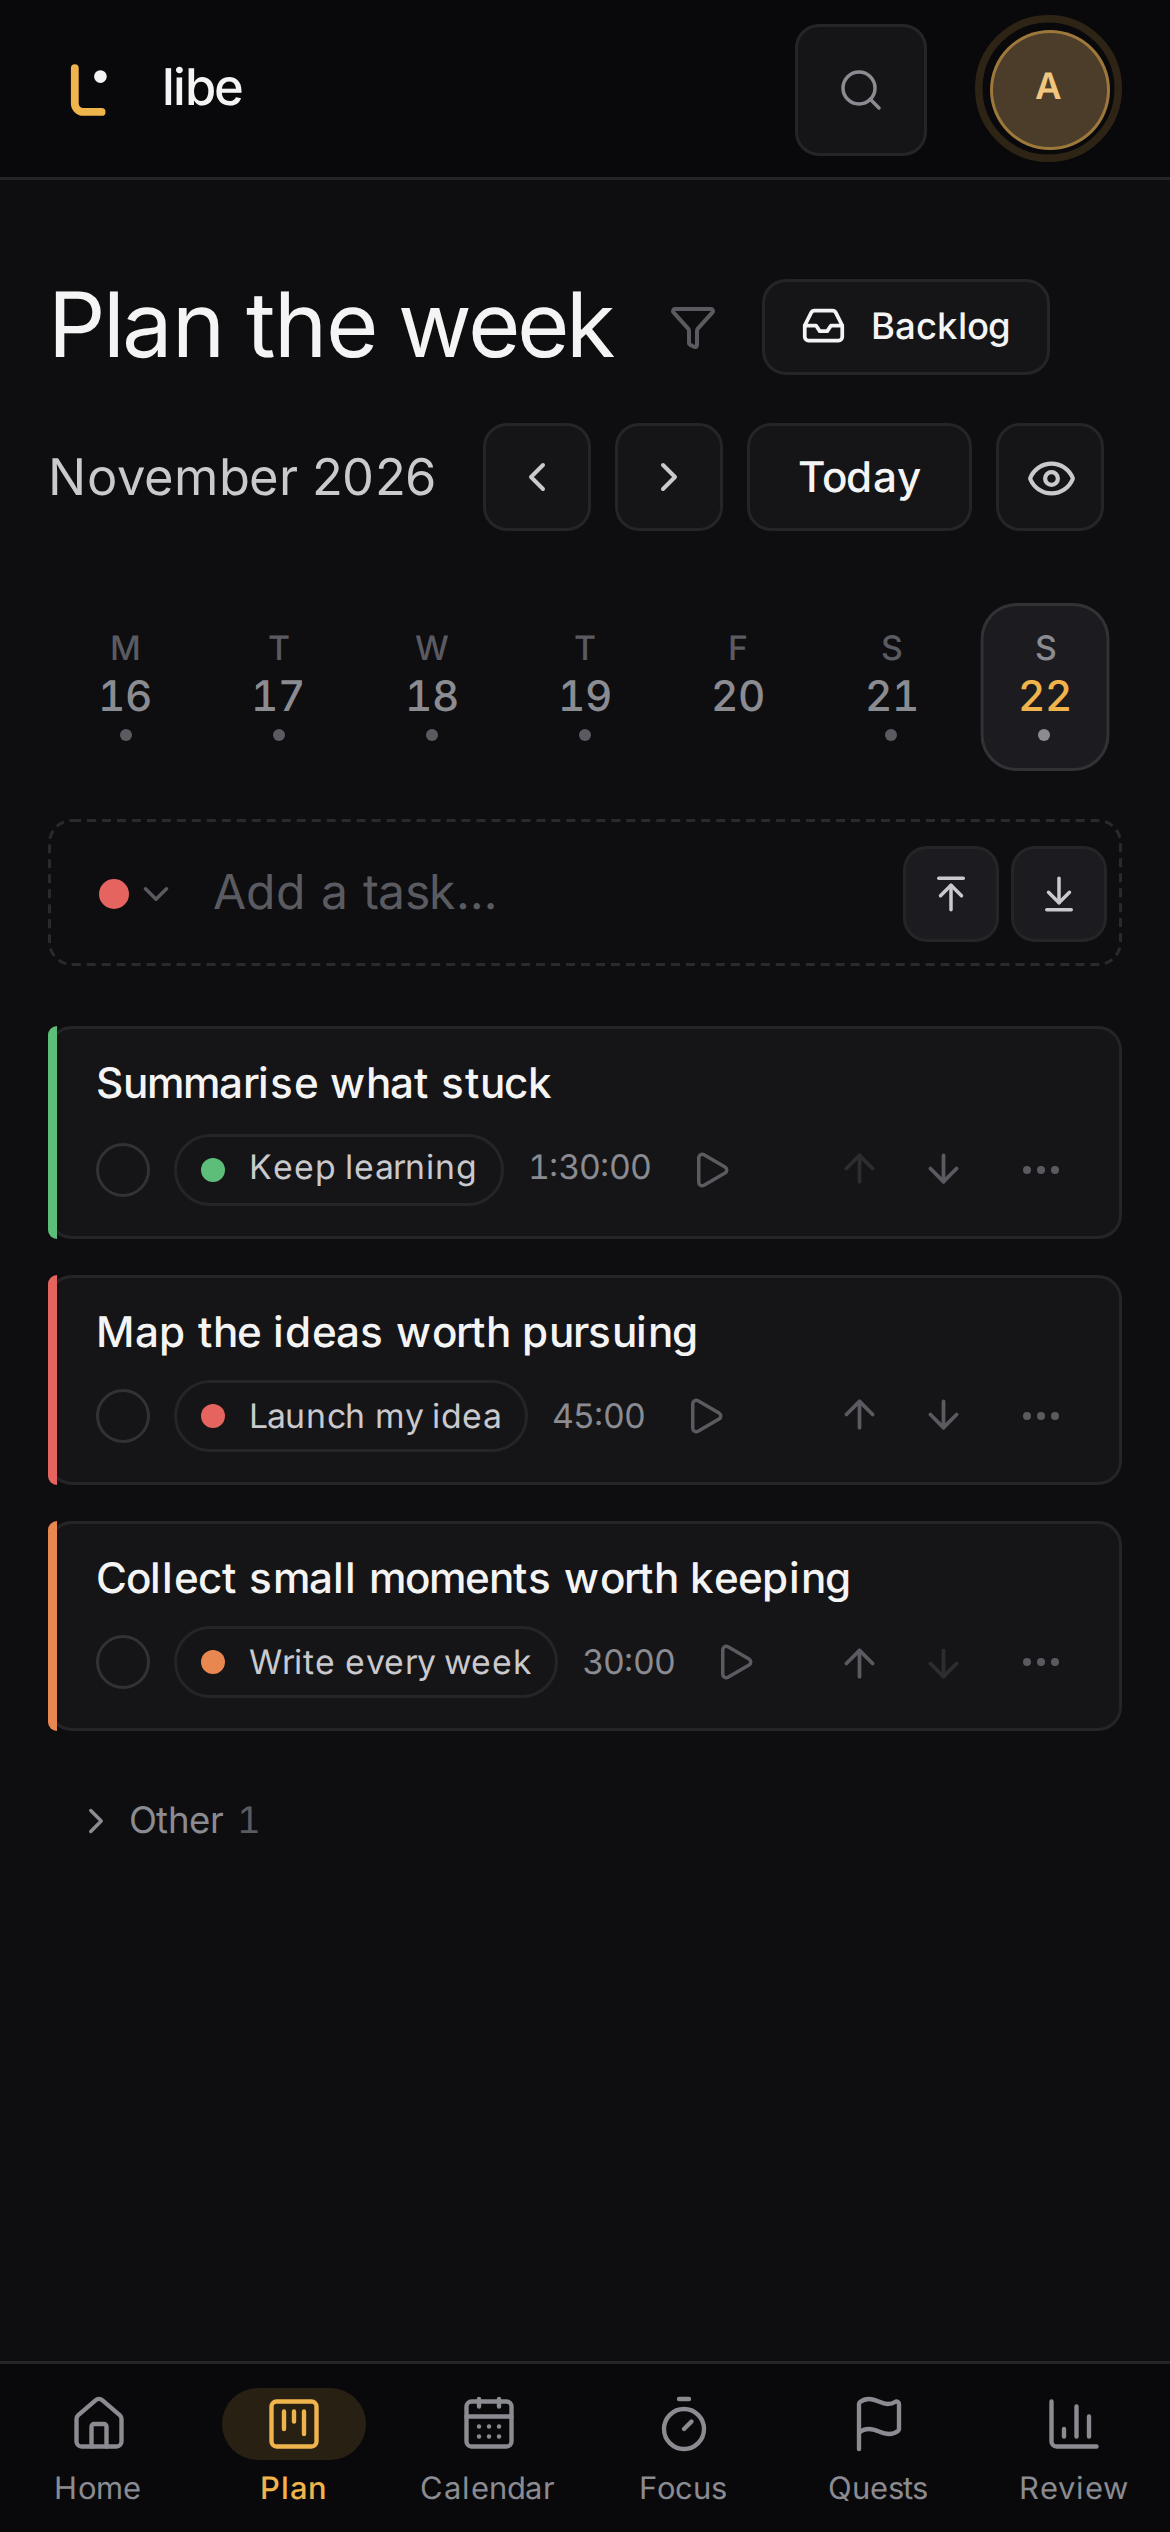 libe
A
Plan the week
Backlog
November 2026
Today
M T W T F S S
16 17 18 19 20 21 22
Add a task...
Summarise what stuck
Keep learning 1:30:00
Map the ideas worth pursuing
Launch my idea 45:00
Collect small moments worth keeping
Write every week 30:00
Other 1
Home Plan Calendar Focus Quests Review